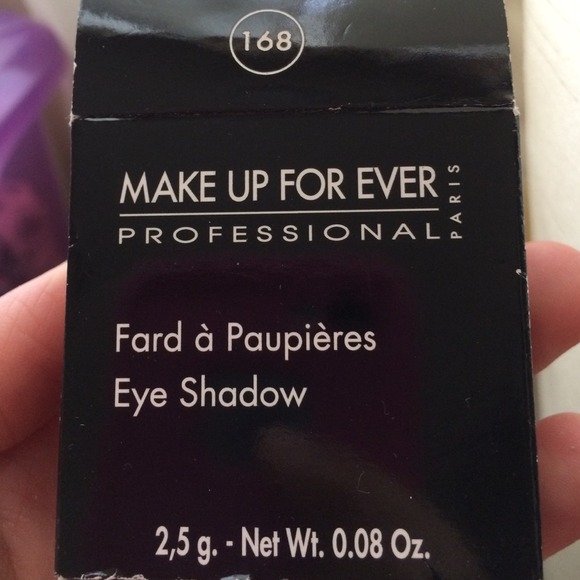 168
MAKE UP FOR EVER
PROFESSIONAL
PARIS
Fard à Paupières
Eye Shadow
2,5 g. - Net Wt. 0.08 Oz.